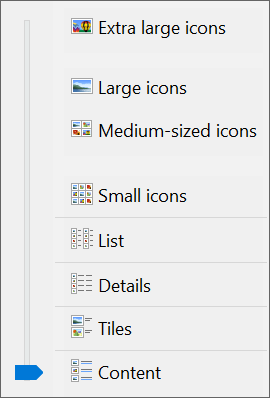 Extra large icons
Large icons
Medium-sized icons
Small icons
List
Details
Tiles
Content